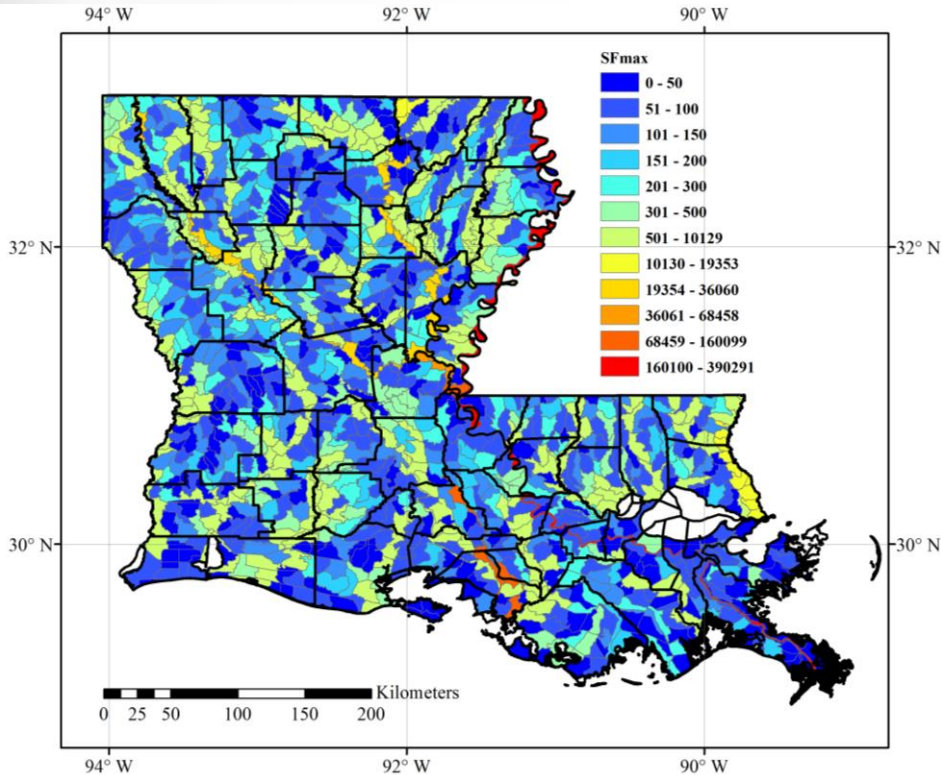 94° W 92° W 90° W
SFmax
0 - 50
51 - 100
101 - 150
151 - 200
201 - 300
301 - 500
501 - 10129
10130 - 19353
19354 - 36060
36061 - 68458
68459 - 160099
160100 - 390291
32° N 32° N
30° N 30° N
Kilometers
0 25 50 100 150 200
94° W 92° W 90° W